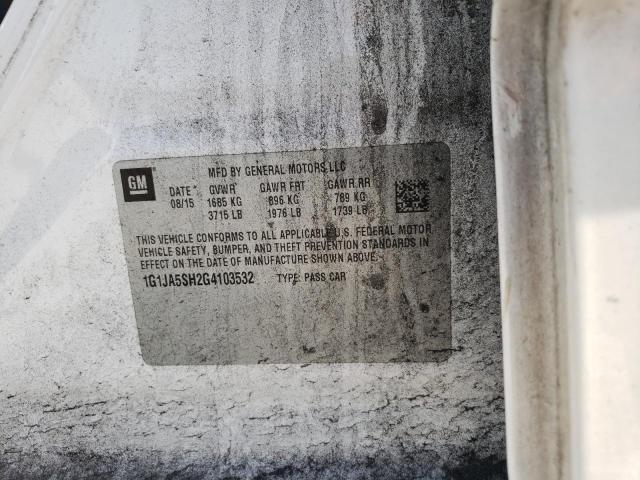 GM
MFD BY GENERAL MOTORS LLC
DATE GVWR GAWR FRT GAWR RR
08/15 1685 KG 896 KG 789 KG
3715 LB 1976 LB 1739 LB
THIS VEHICLE CONFORMS TO ALL APPLICABLE U.S. FEDERAL MOTOR
VEHICLE SAFETY, BUMPER, AND THEFT PREVENTION STANDARDS IN
EFFECT ON THE DATE OF MANUFACTURE SHOWN ABOVE.
1G1JA5SH2G4103532 TYPE: PASS CAR